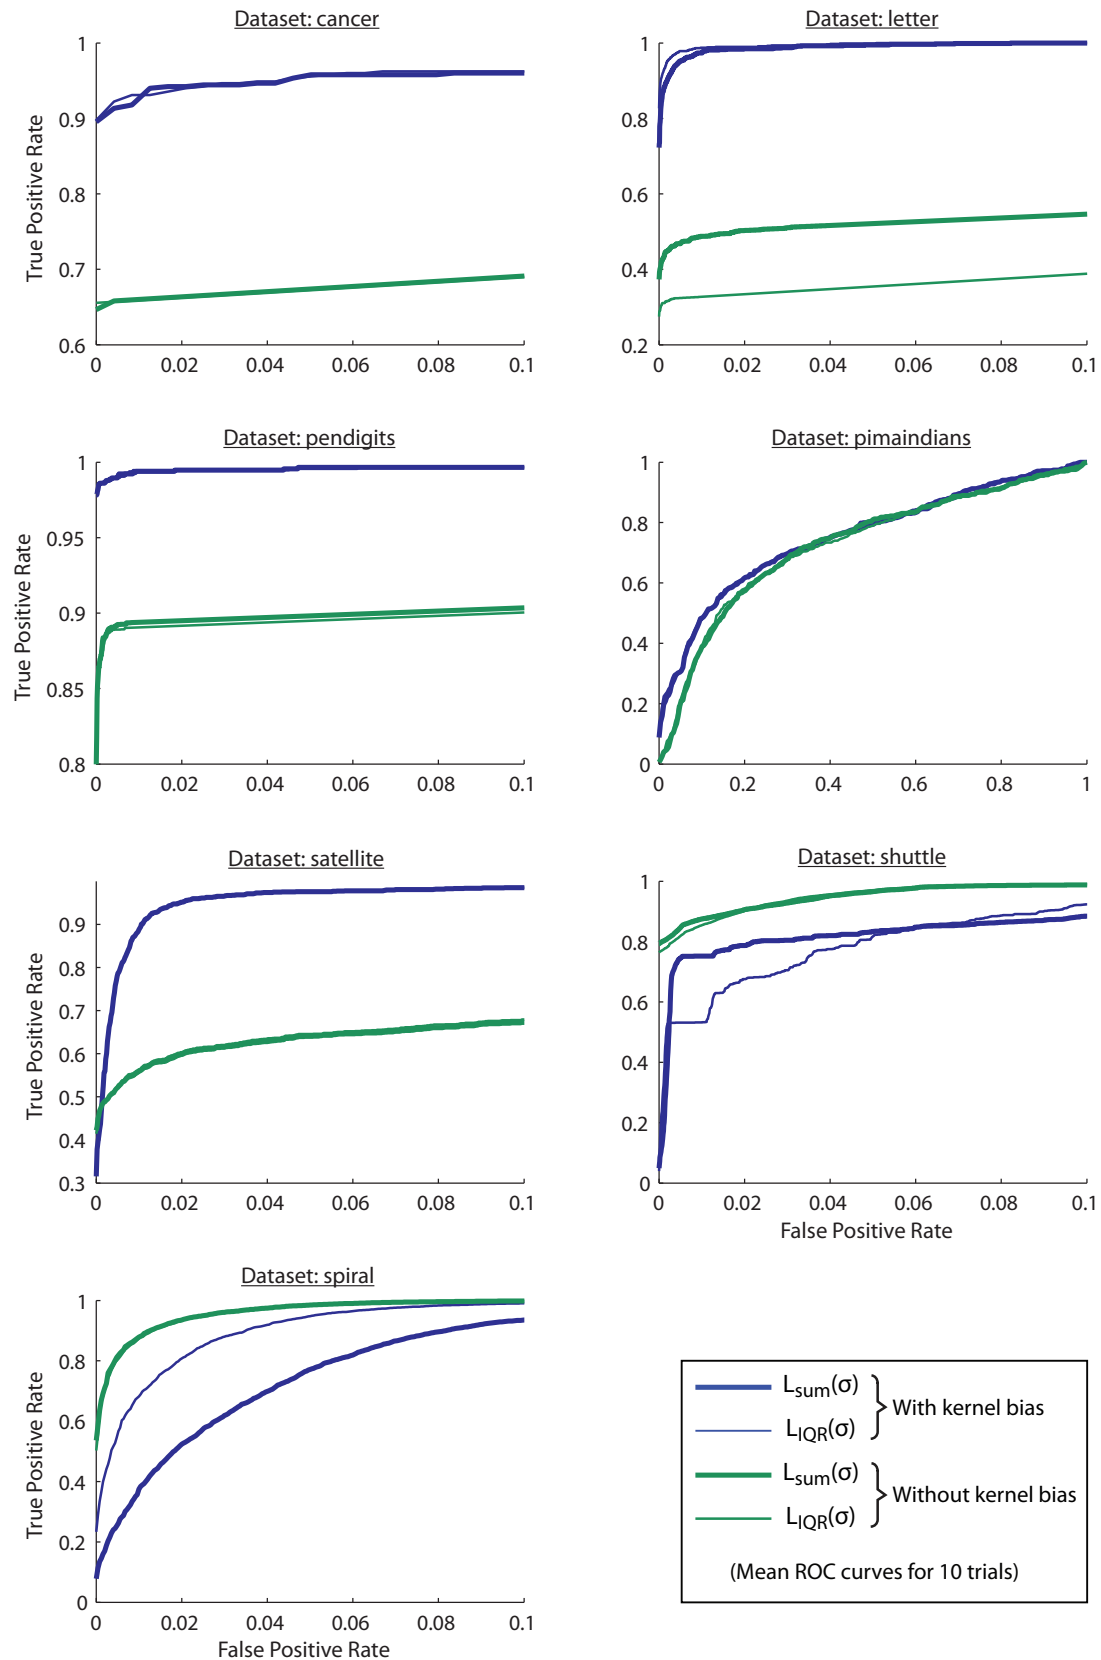 Dataset: cancer
1
0.9
0.8
0.7
0.6
True Positive Rate
0 0.02 0.04 0.06 0.08 0.1
Dataset: letter
1
0.8
0.6
0.4
0.2
0 0.02 0.04 0.06 0.08 0.1
Dataset: pendigits
1
0.95
0.9
0.85
0.8
True Positive Rate
0 0.02 0.04 0.06 0.08 0.1
Dataset: pimaindians
1
0.8
0.6
0.4
0.2
0
0 0.2 0.4 0.6 0.8 1
Dataset: satellite
0.9
0.8
0.7
0.6
0.5
0.4
0.3
True Positive Rate
0 0.02 0.04 0.06 0.08 0.1
Dataset: shuttle
1
0.8
0.6
0.4
0.2
0
0 0.02 0.04 0.06 0.08 0.1
False Positive Rate
Dataset: spiral
1
0.8
0.6
0.4
0.2
0
True Positive Rate
0 0.02 0.04 0.06 0.08 0.1
False Positive Rate
Lsum(σ)
LIQR(σ)
With kernel bias
Lsum(σ)
LIQR(σ)
Without kernel bias
(Mean ROC curves for 10 trials)